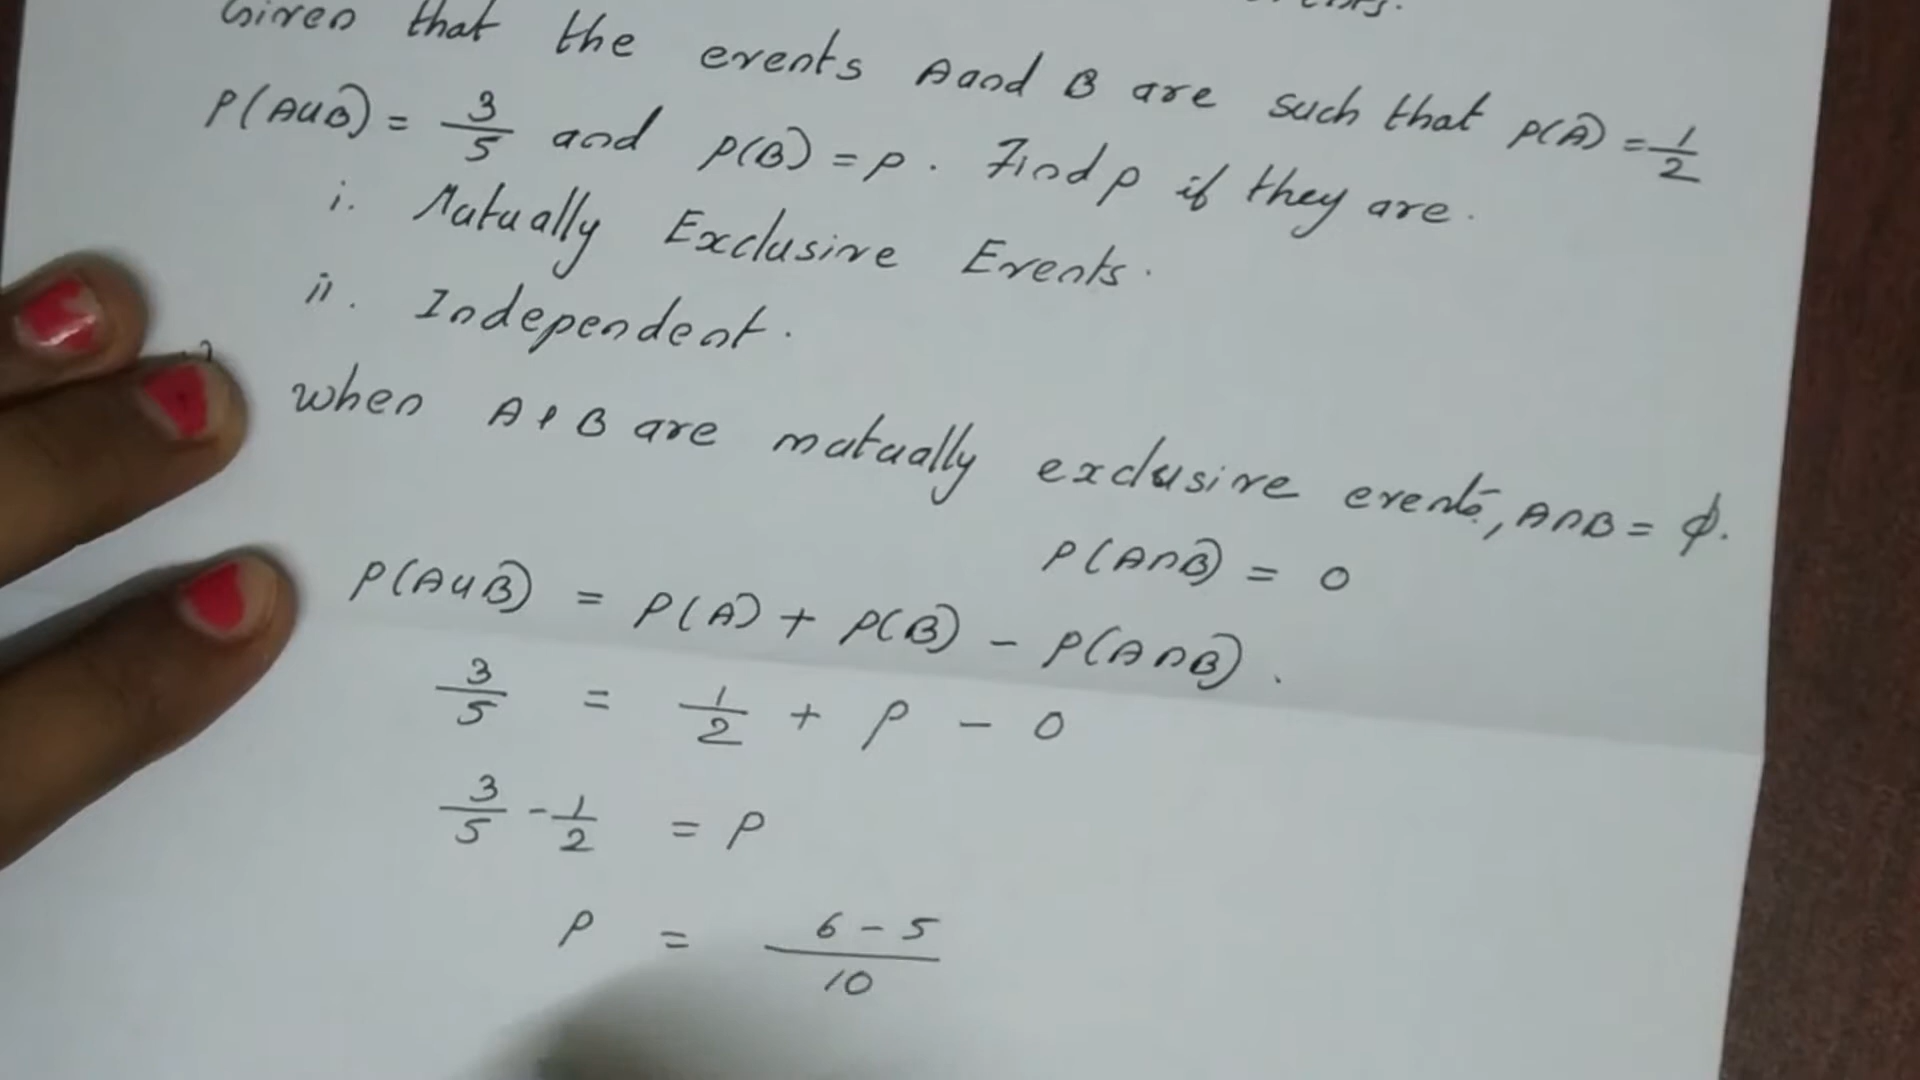 Given that the events A and B are such that P(A) = 1/2
P(A∪B) = 3/5 and P(B) = p. Find p if they are.
i. Mutually Exclusive Events.
ii. Independent.
when A & B are mutually exclusive events, A∩B = ϕ.
P(A∩B) = 0
P(A∪B) = P(A) + P(B) - P(A∩B).
3/5 = 1/2 + p - 0
3/5 - 1/2 = p
p = 6 - 5 / 10